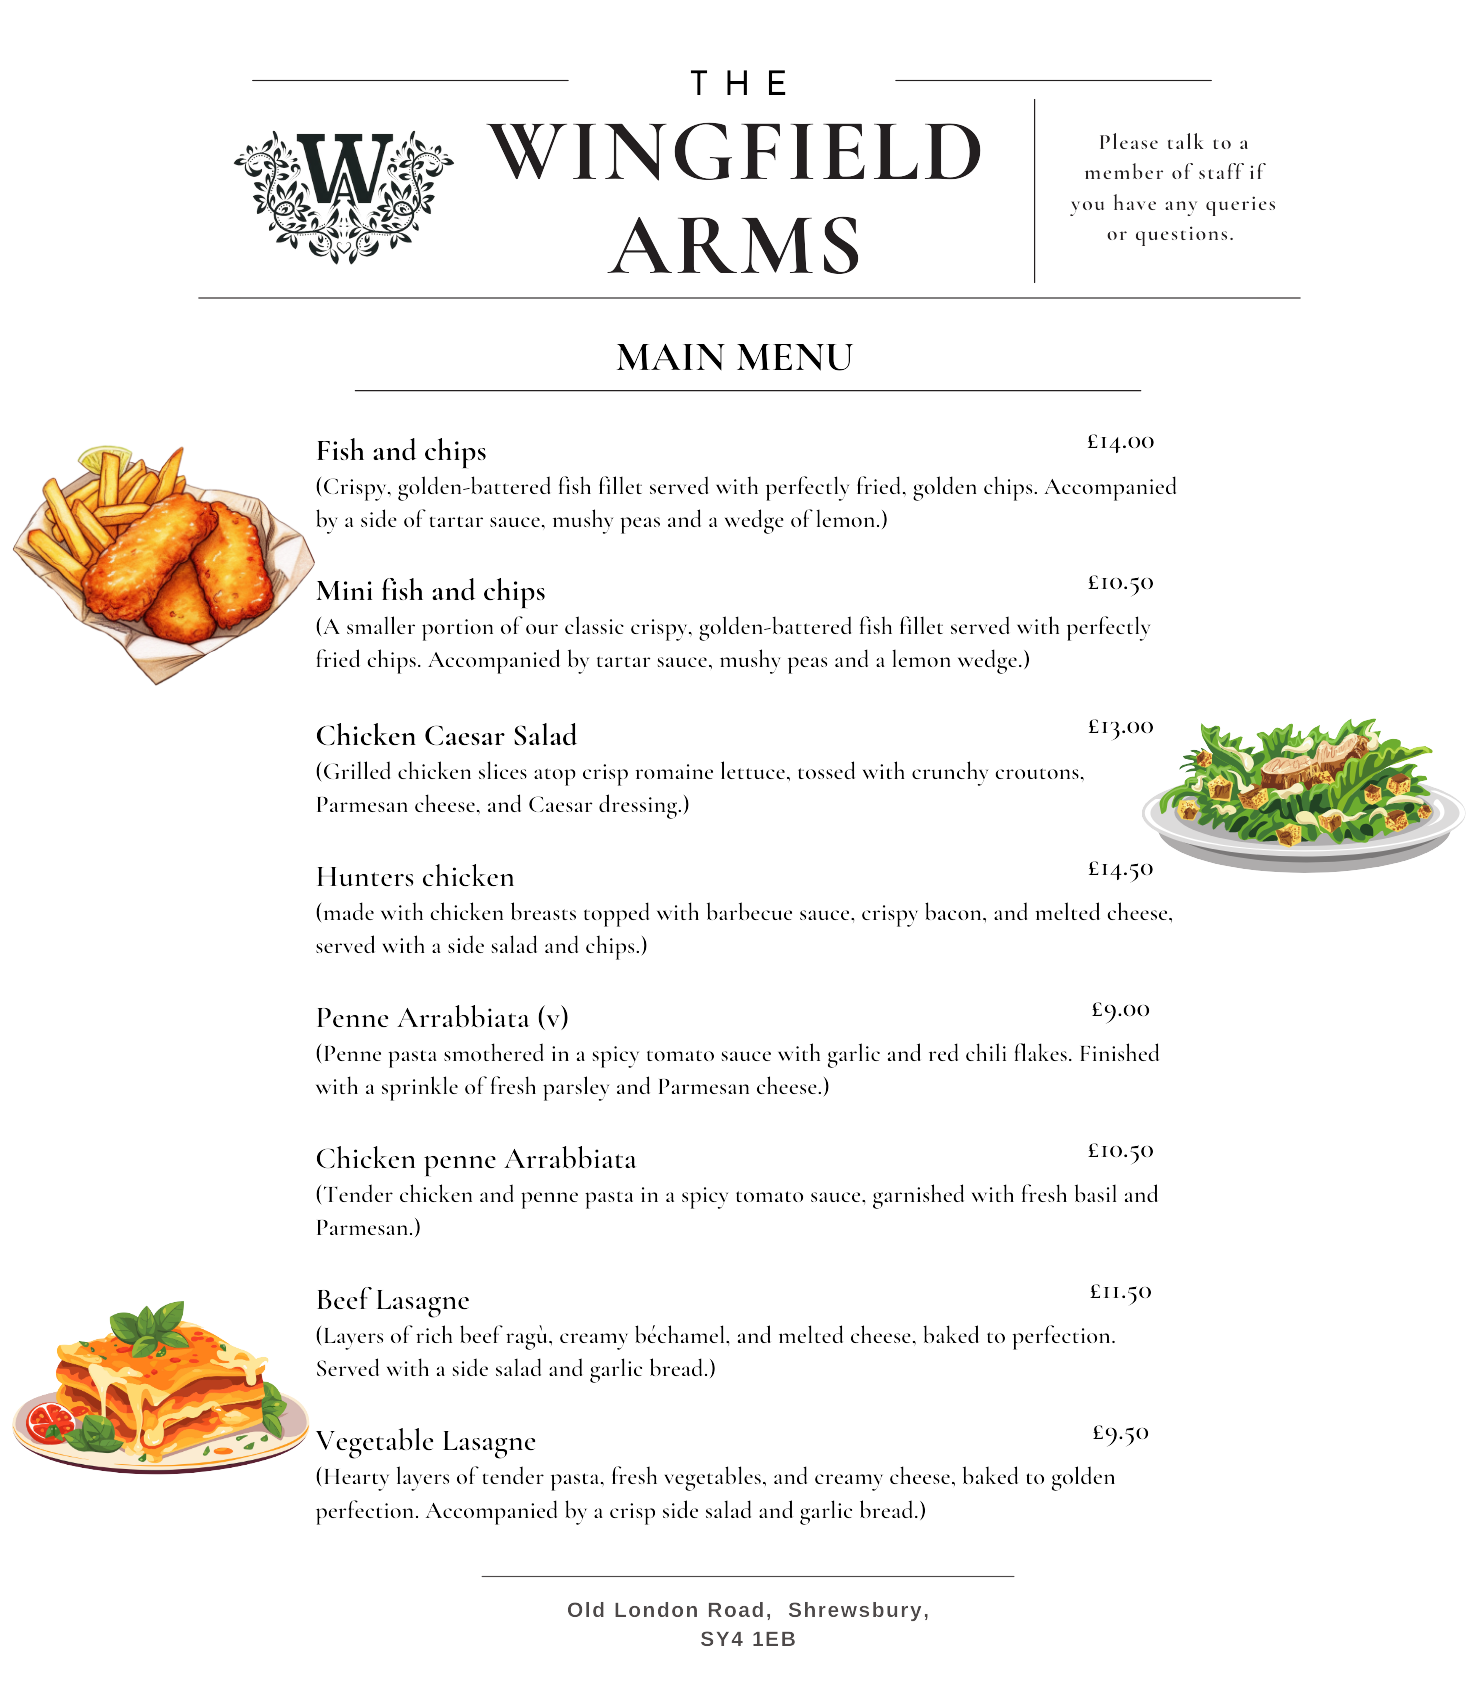 THE
WINGFIELD
ARMS
WA
Please talk to a
member of staff if
you have any queries
or questions.
MAIN MENU
Fish and chips £14.00
(Crispy, golden-battered fish fillet served with perfectly fried, golden chips. Accompanied
by a side of tartar sauce, mushy peas and a wedge of lemon.)
Mini fish and chips £10.50
(A smaller portion of our classic crispy, golden-battered fish fillet served with perfectly
fried chips. Accompanied by tartar sauce, mushy peas and a lemon wedge.)
Chicken Caesar Salad £13.00
(Grilled chicken slices atop crisp romaine lettuce, tossed with crunchy croutons,
Parmesan cheese, and Caesar dressing.)
Hunters chicken £14.50
(made with chicken breasts topped with barbecue sauce, crispy bacon, and melted cheese,
served with a side salad and chips.)
Penne Arrabbiata (v) £9.00
(Penne pasta smothered in a spicy tomato sauce with garlic and red chili flakes. Finished
with a sprinkle of fresh parsley and Parmesan cheese.)
Chicken penne Arrabbiata £10.50
(Tender chicken and penne pasta in a spicy tomato sauce, garnished with fresh basil and
Parmesan.)
Beef Lasagne £11.50
(Layers of rich beef ragù, creamy béchamel, and melted cheese, baked to perfection.
Served with a side salad and garlic bread.)
Vegetable Lasagne £9.50
(Hearty layers of tender pasta, fresh vegetables, and creamy cheese, baked to golden
perfection. Accompanied by a crisp side salad and garlic bread.)
Old London Road, Shrewsbury,
SY4 1EB